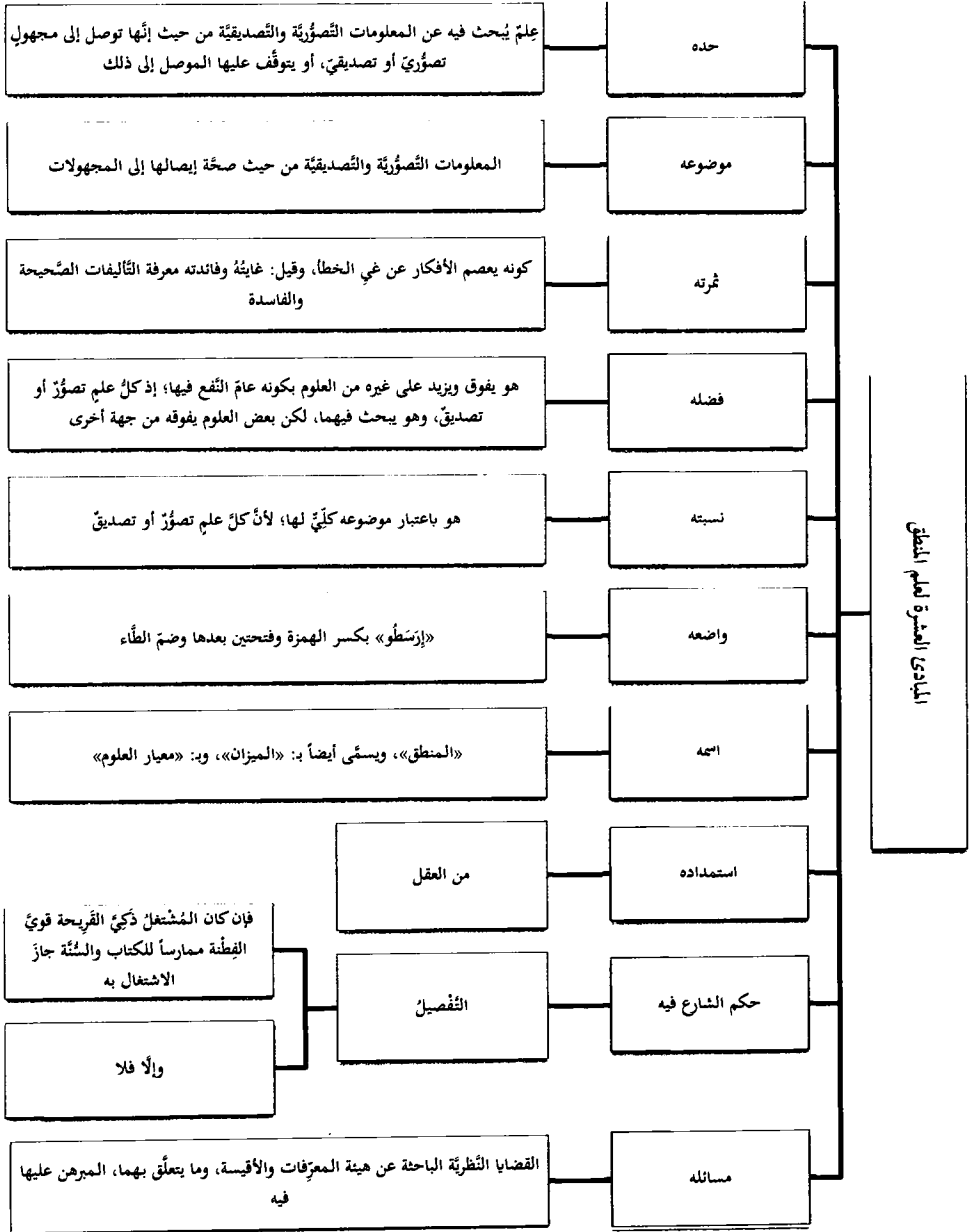 المبادئ العشرة لعلم المنطق
حده
عِلمٌ يُبحث فيه عن المعلومات التَّصوُّريَّة والتَّصديقيَّة من حيث إنَّها توصل إلى مجهولٍ
تصوُّريّ أو تصديقيّ، أو يتوقَّف عليها الموصل إلى ذلك
موضوعه
المعلومات التَّصوُّريَّة والتَّصديقيَّة من حيث صحَّة إيصالها إلى المجهولات
ثمرته
كونه يعصم الأفكار عن غيِ الخطأ، وقيل: غايتُهُ وفائدته معرفة التَّأليفات الصَّحيحة
والفاسدة
فضله
هو يفوق ويزيد على غيره من العلوم بكونه عامّ النَّفع فيها؛ إذ كلُّ علمٍ تصوُّرٌ أو
تصديقٌ، وهو يبحث فيهما، لكن بعض العلوم يفوقه من جهة أخرى
نسبته
هو باعتبار موضوعه كلِّيٌّ لها؛ لأنَّ كلَّ علمٍ تصوُّرٌ أو تصديقٌ
واضعه
«إِرَسَطُو» بكسر الهمزة وفتحتين بعدها وضمّ الطَّاء
اسمه
«المنطق»، ويسمَّى أيضاً بـ: «الميزان»، وبـ: «معيار العلوم»
استمداده
من العقل
حكم الشارع فيه
التَّفْصيلُ
فإن كان المُشْتغلُ ذَكِيَّ القَرِيحة قويَّ
الفِطْنة ممارساً للكتاب والسُّنَّة جازَ
الاشتغال به
وإلَّا فلا
مسائله
القضايا النَّظريَّة الباحثة عن هيئة المعرِّفات والأقيسة، وما يتعلَّق بهما، المبرهن عليها
فيه